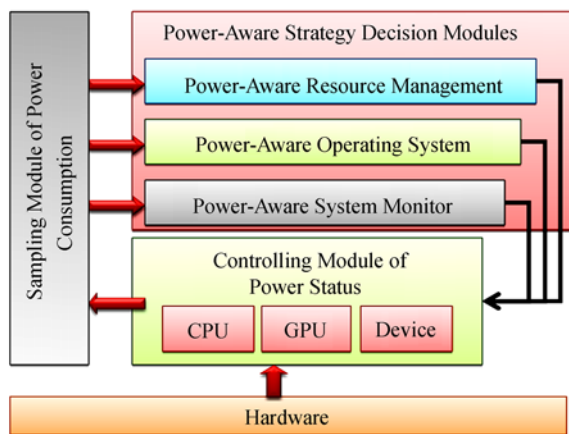 Sampling Module of Power
Consumption
Power-Aware Strategy Decision Modules
Power-Aware Resource Management
Power-Aware Operating System
Power-Aware System Monitor
Controlling Module of
Power Status
CPU
GPU
Device
Hardware